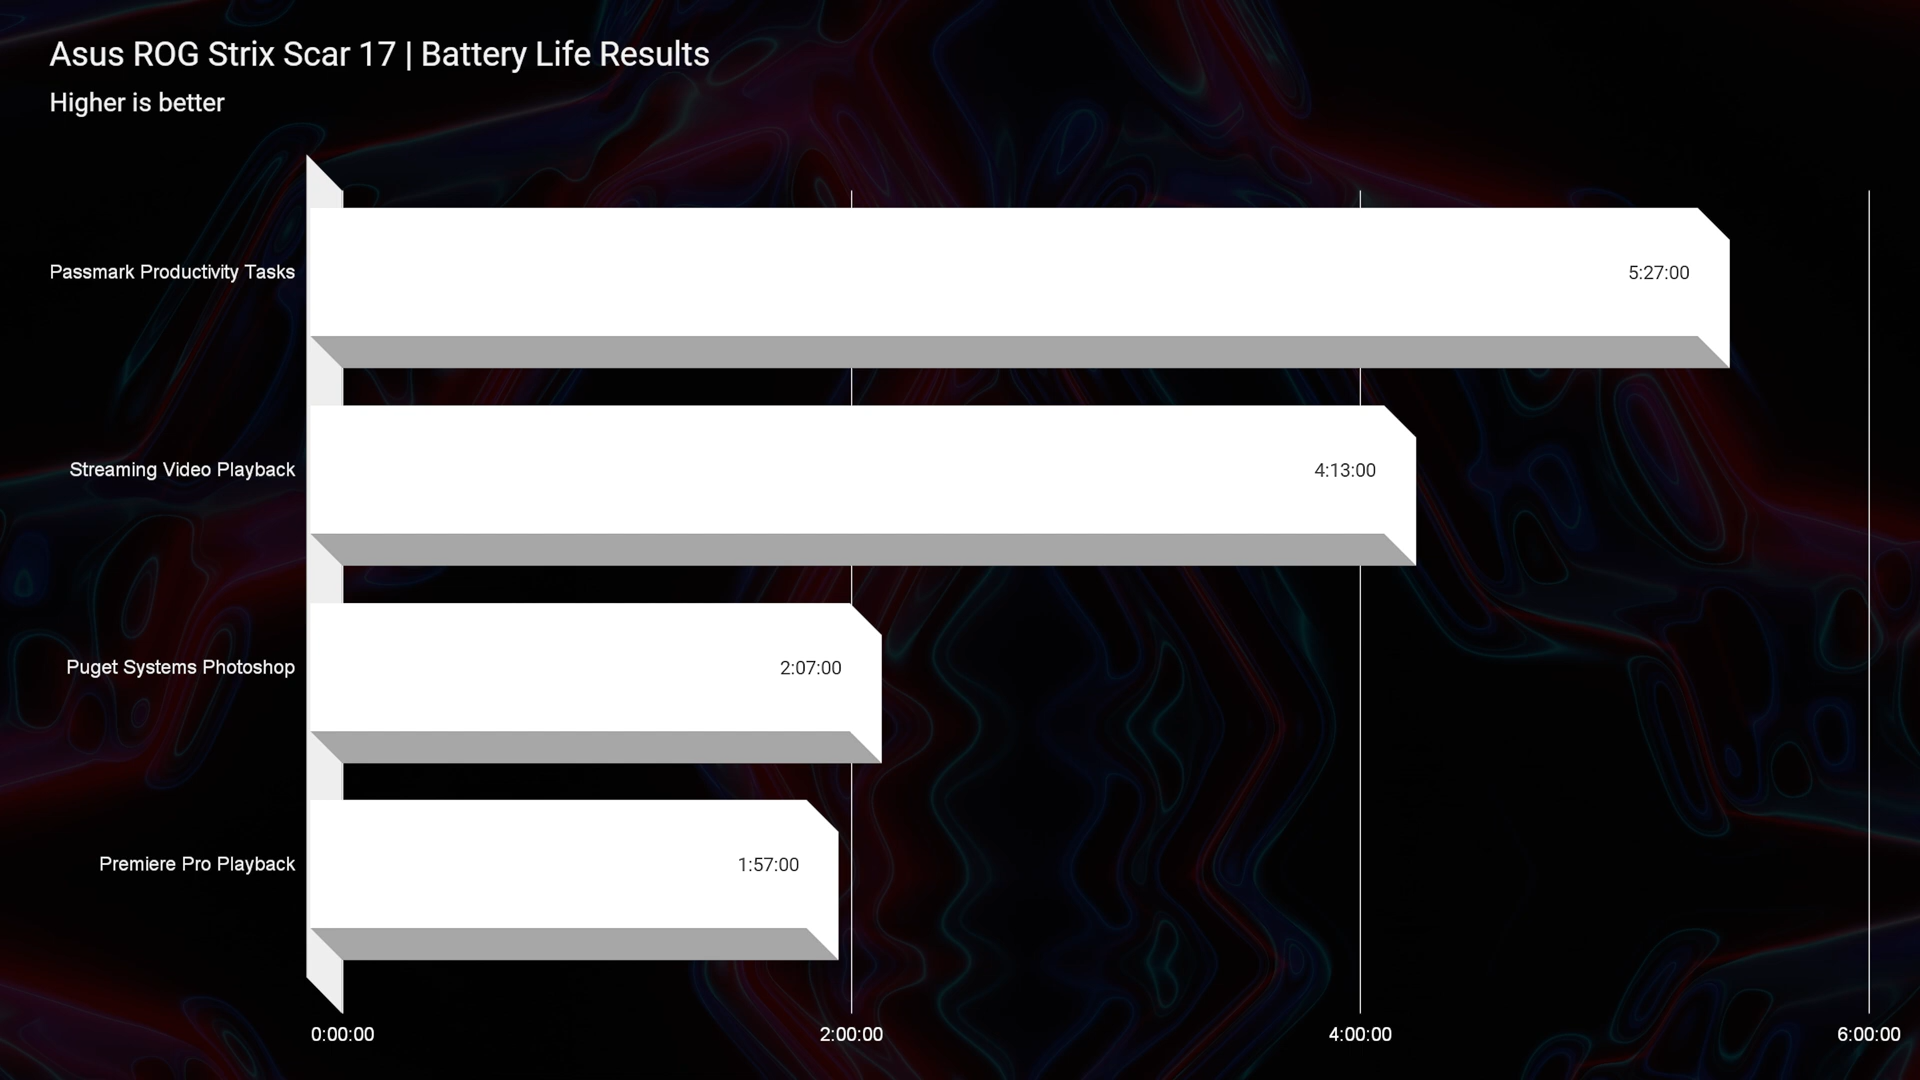 Asus ROG Strix Scar 17 | Battery Life Results
Higher is better
Passmark Productivity Tasks
5:27:00
Streaming Video Playback
4:13:00
Puget Systems Photoshop
2:07:00
Premiere Pro Playback
1:57:00
0:00:00
2:00:00
4:00:00
6:00:00